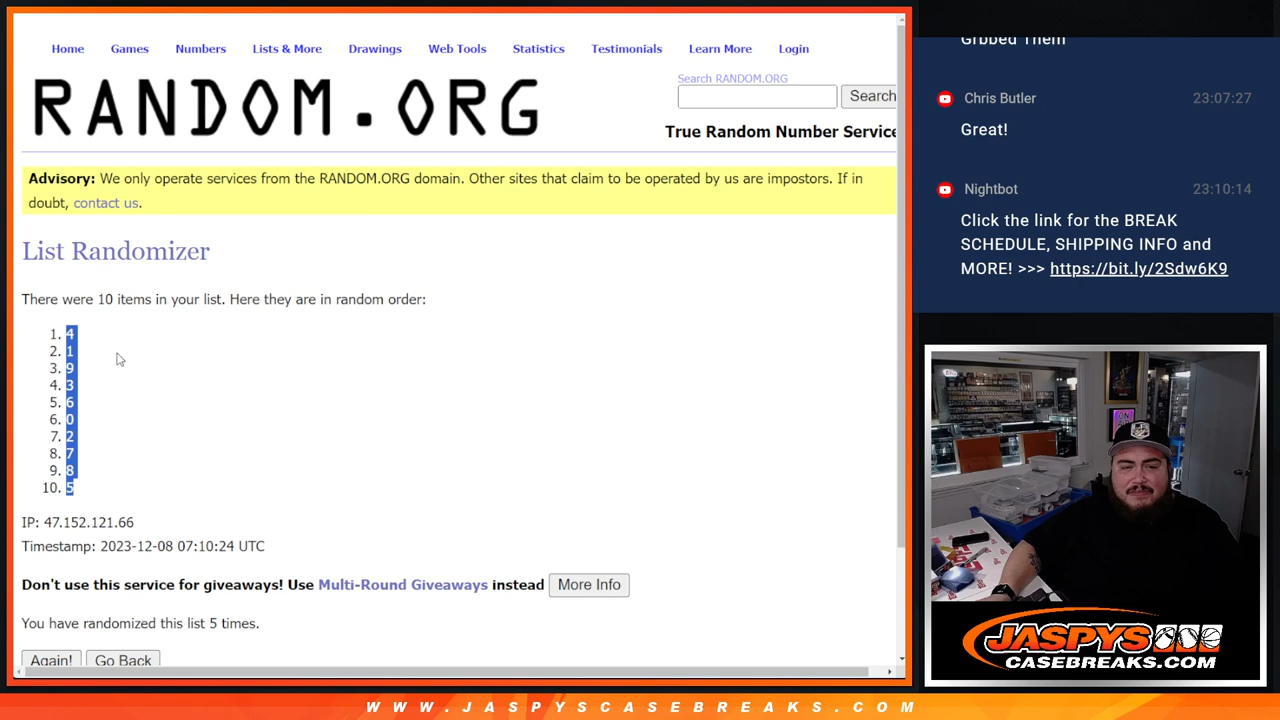 Home Games Numbers Lists & More Drawings Web Tools Statistics Testimonials Learn More Login
RANDOM.ORG
Search RANDOM.ORG
Search
True Random Number Service
Advisory: We only operate services from the RANDOM.ORG domain. Other sites that claim to be operated by us are impostors. If in
doubt, contact us.
List Randomizer
There were 10 items in your list. Here they are in random order:
1. 4
2. 1
3. 9
4. 3
5. 6
6. 0
7. 2
8. 7
9. 8
10. 5
IP: 47.152.121.66
Timestamp: 2023-12-08 07:10:24 UTC
Don't use this service for giveaways! Use Multi-Round Giveaways instead More Info
You have randomized this list 5 times.
Again! Go Back
Grbbed Them
Chris Butler 23:07:27
Great!
Nightbot 23:10:14
Click the link for the BREAK
SCHEDULE, SHIPPING INFO and
MORE! >>> https://bit.ly/2Sdw6K9
JASPYS
CASEBREAKS.COM
WWW.JASPYSCASEBREAKS.COM